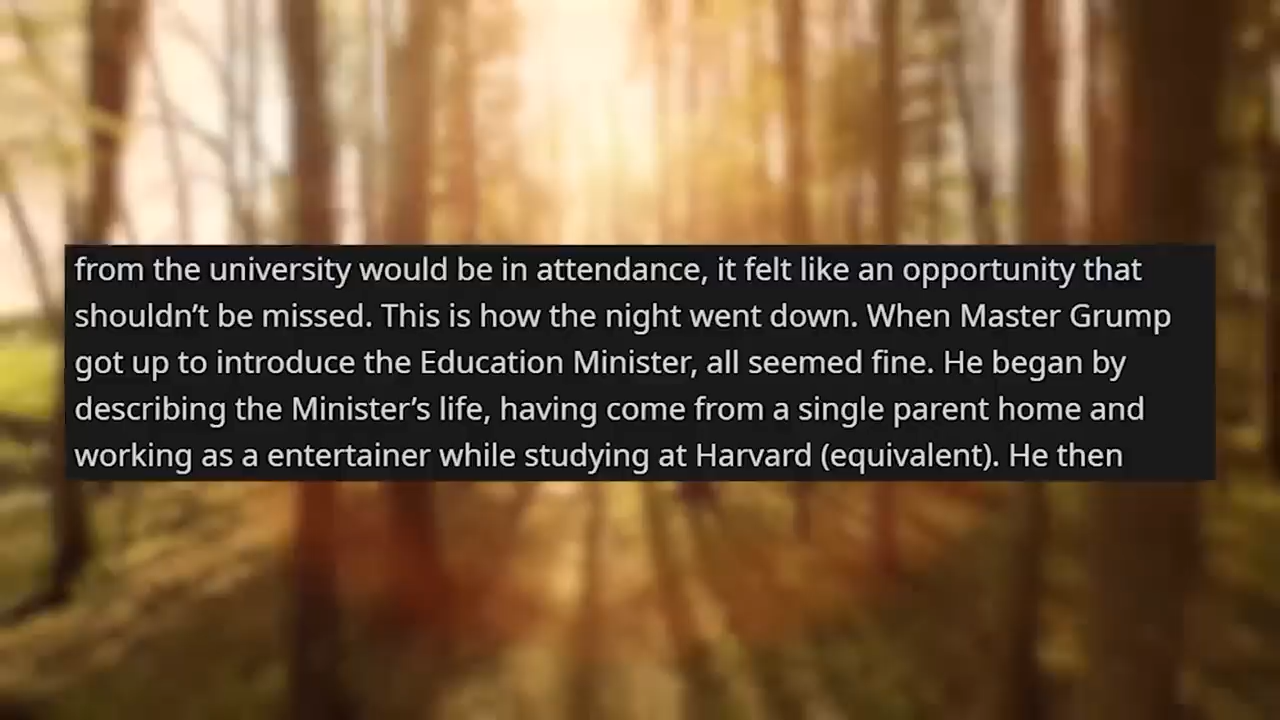 from the university would be in attendance, it felt like an opportunity that
shouldn’t be missed. This is how the night went down. When Master Grump
got up to introduce the Education Minister, all seemed fine. He began by
describing the Minister’s life, having come from a single parent home and
working as a entertainer while studying at Harvard (equivalent). He then